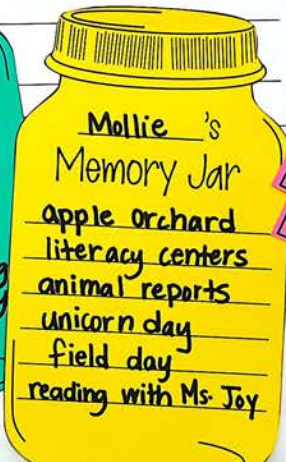 Mollie's
Memory Jar
apple orchard
literacy centers
animal reports
unicorn day
field day
reading with Ms. Joy